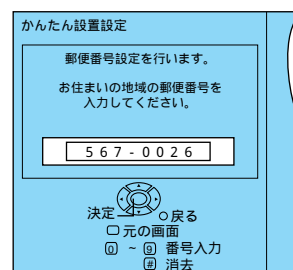 かんたん設置設定
郵便番号設定を行います。
お住まいの地域の郵便番号を
入力してください。
567-0026
決定
戻る
元の画面
0 ~ 9 番号入力
# 消去